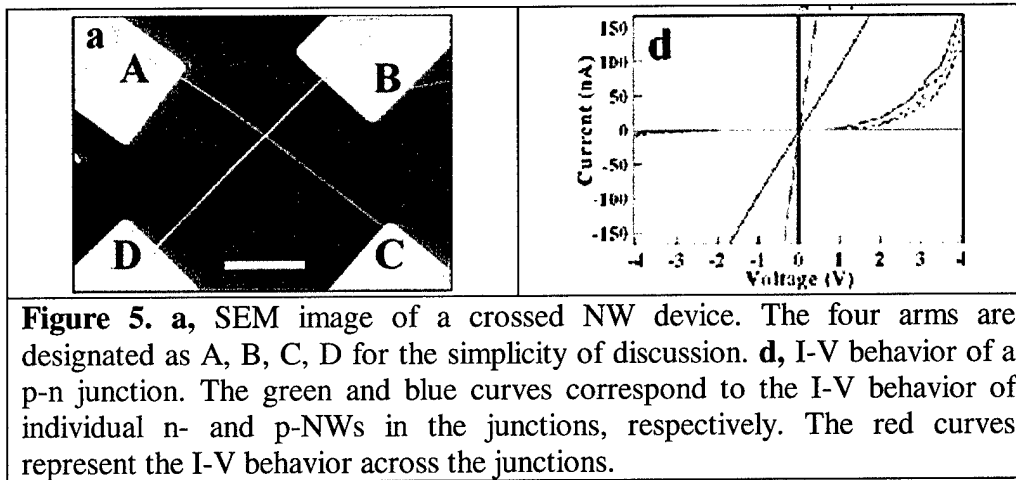 a
A
B
D
C
d
150
100
50
0
-50
-100
-150
-4 -3 -2 -1 0 1 2 3 4
Current (nA)
Voltage (V)
Figure 5. a, SEM image of a crossed NW device. The four arms are
designated as A, B, C, D for the simplicity of discussion. d, I-V behavior of a
p-n junction. The green and blue curves correspond to the I-V behavior of
individual n- and p-NWs in the junctions, respectively. The red curves
represent the I-V behavior across the junctions.